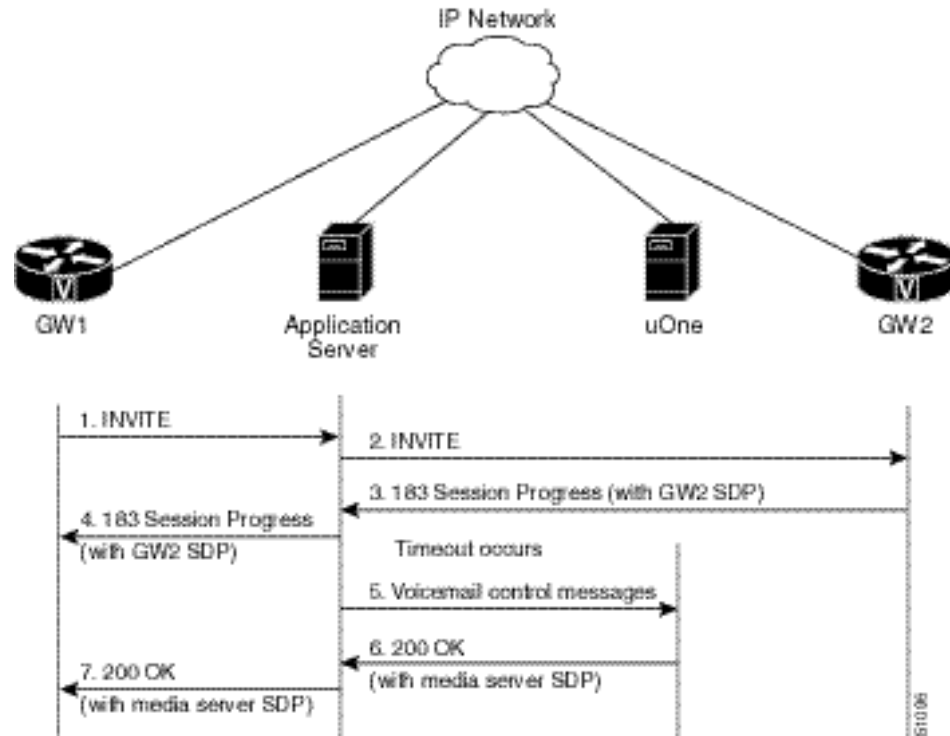 IP Network
V
GW1
Application
Server
uOne
V
GW2
1. INVITE
2. INVITE
3. 183 Session Progress (with GW2 SDP)
4. 183 Session Progress
(with GW2 SDP)
Timeout occurs
5. Voicemail control messages
6. 200 OK
(with media server SDP)
7. 200 OK
(with media server SDP)